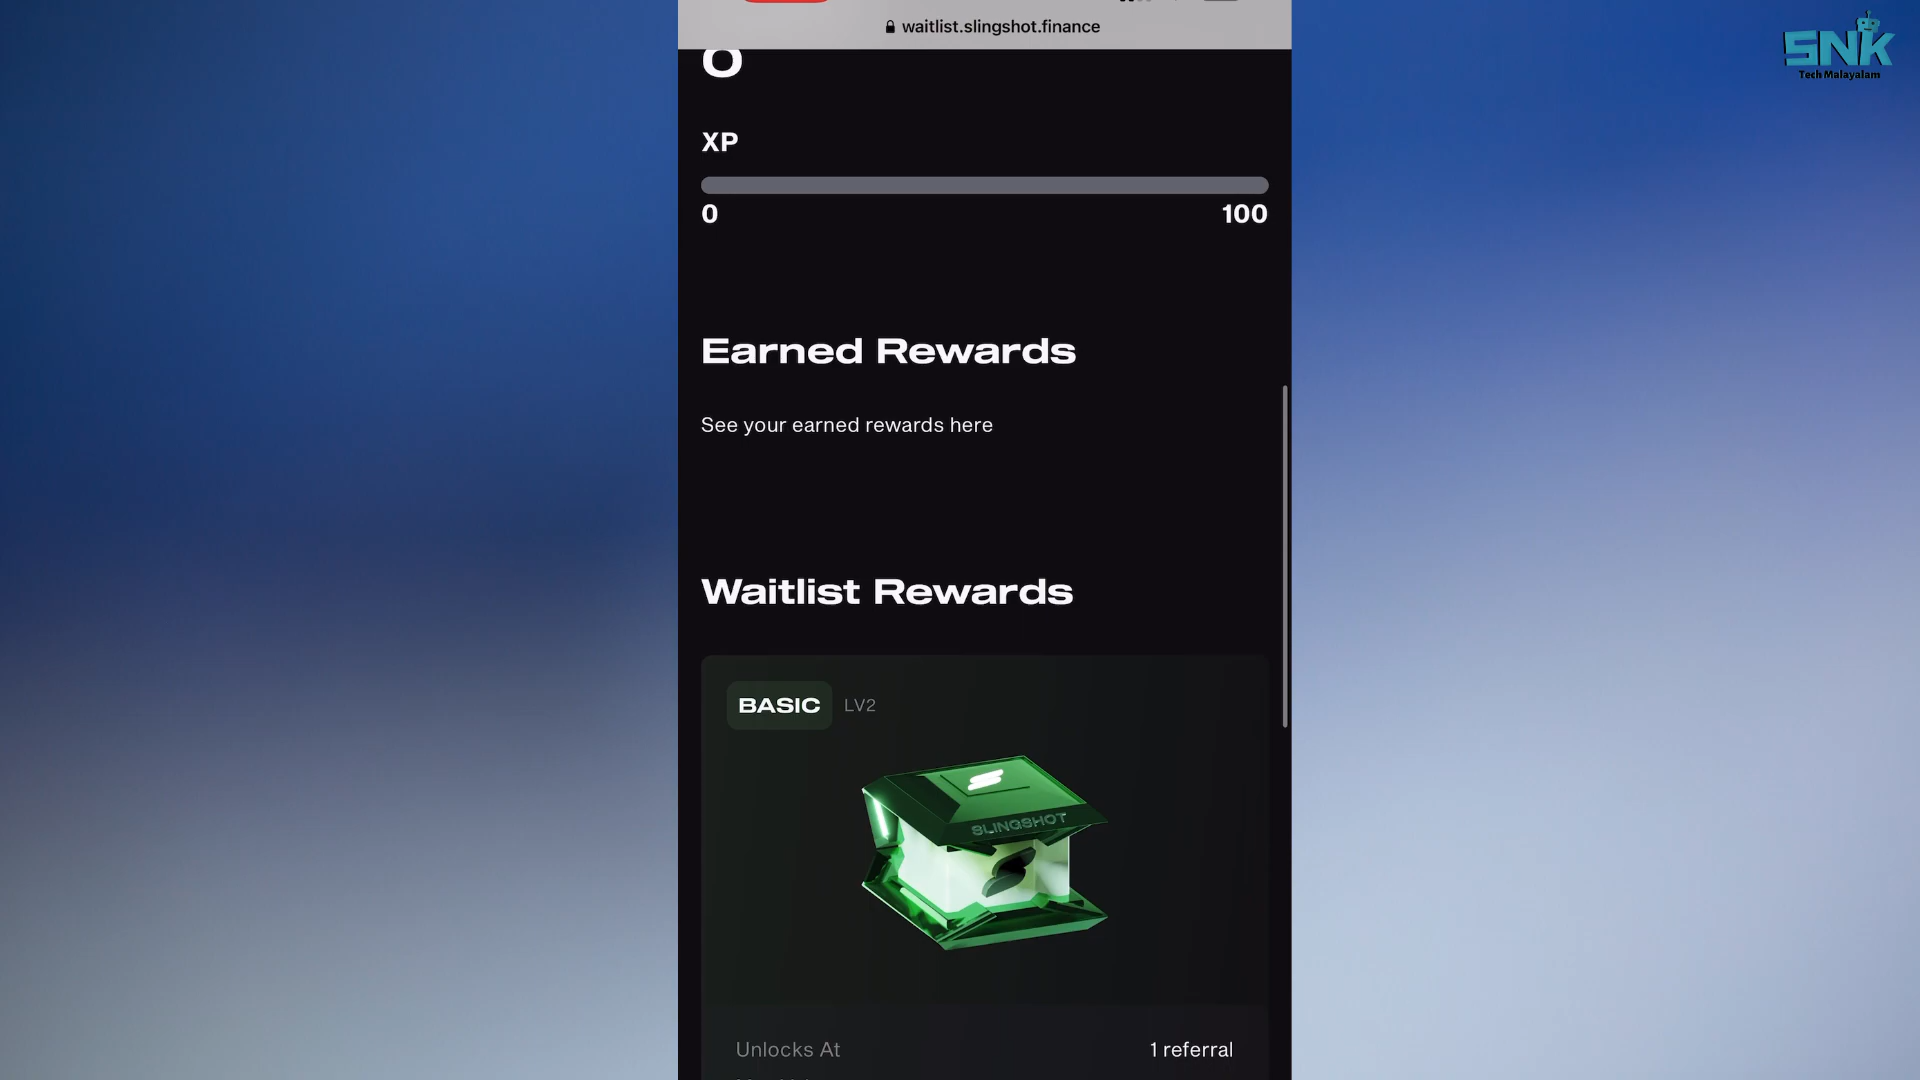 waitlist.slingshot.finance
SNK
Tech Malayalam
0
XP
0
100
Earned Rewards
See your earned rewards here
Waitlist Rewards
BASIC
LV2
SLINGSHOT
Unlocks At
1 referral